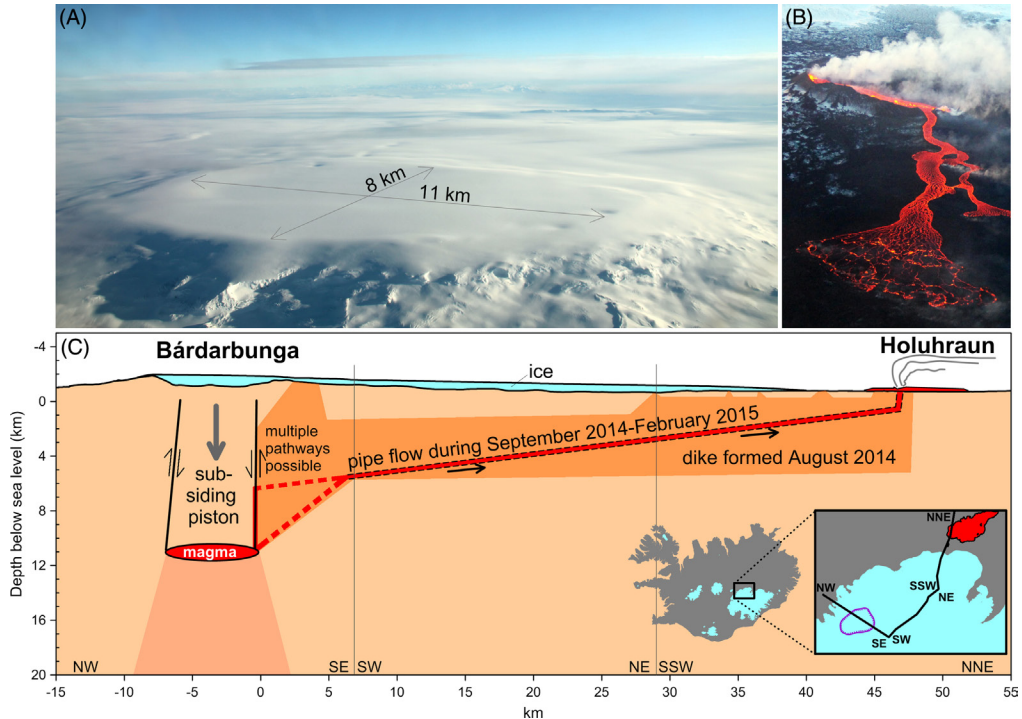 (A)
8 km
11 km
(B)
(C)
Bárdarbunga
Holuhraun
ice
multiple
pathways
possible
sub-
siding
piston
magma
pipe flow during September 2014-February 2015
dike formed August 2014
Depth below sea level (km)
-4
0
4
8
12
16
20
NW
SE
SW
NE
SSW
NNE
-15
-10
-5
0
5
10
15
20
25
30
35
40
45
50
55
km
NNE
NW
SSW
NE
SE
SW